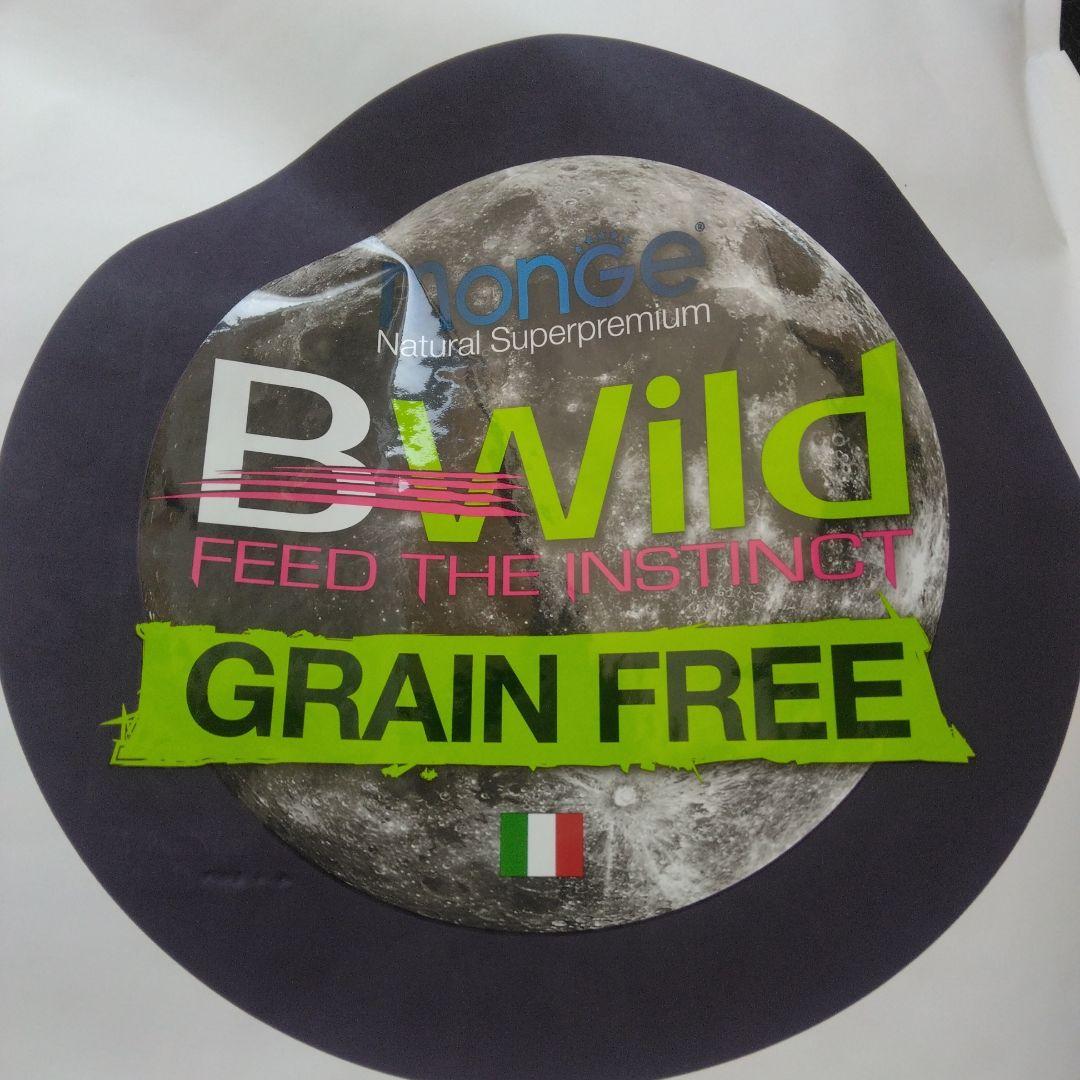 monGe®
Natural Superpremium
BWild
FEED THE INSTINCT
GRAIN FREE